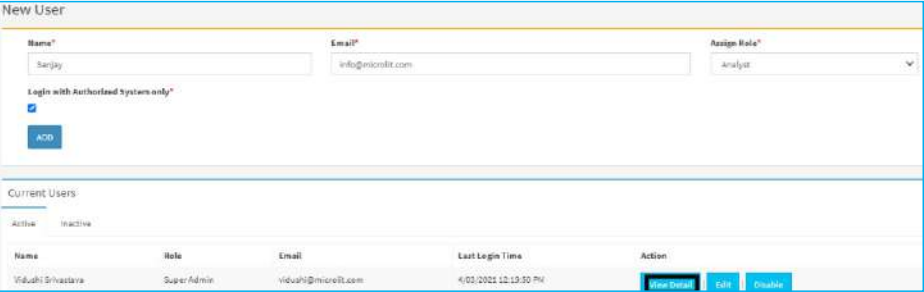 New User
Name* Email* Assign Role*
Sanjay info@microlit.com Analyst
Login with Authorized System only*
ADD
Current Users
Active Inactive
Name Role Email Last Login Time Action
Vidushi Srivastava Super Admin vidushi@microlit.com 4/03/2021 12:19:50 PM View Detail Edit Disable